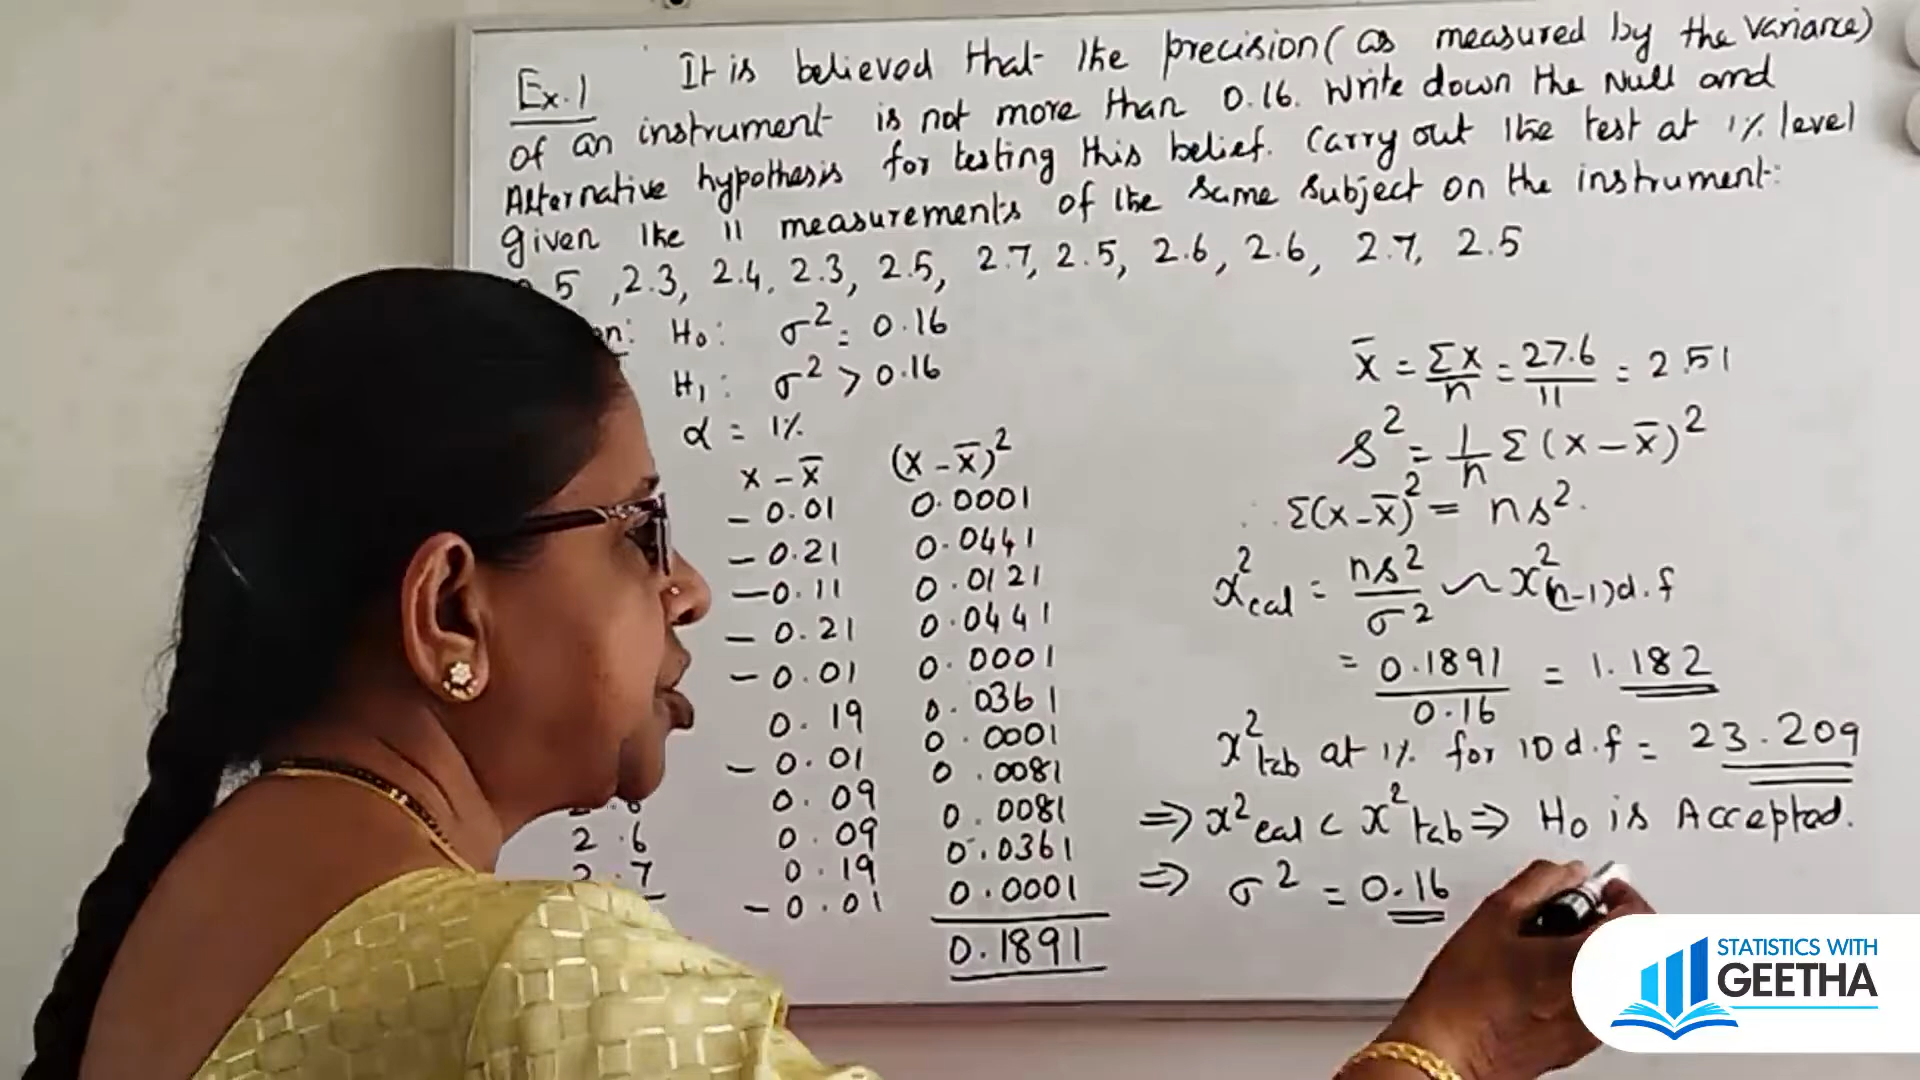 Ex.1 It is believed that the precision (as measured by the variance)
of an instrument is not more than 0.16. Write down the Null and
Alternative hypothesis for testing this belief. Carry out the test at 1% level
given the 11 measurements of the same subject on the instrument:
5, 2.3, 2.4, 2.3, 2.5, 2.7, 2.5, 2.6, 2.6, 2.7, 2.5
n: H₀: σ² = 0.16
H₁: σ² > 0.16
α = 1%
x - x̄ (x - x̄)²
- 0.01 0.0001
- 0.21 0.0441
- 0.11 0.0121
- 0.21 0.0441
- 0.01 0.0001
0.19 0.0361
- 0.01 0.0001
0.09 0.0081
2.6 0.09 0.0081
2.7 0.19 0.0361
- 0.01 0.0001
0.1891
x̄ = Σx/n = 27.6/11 = 2.51
s² = 1/n Σ(x - x̄)²
∴ Σ(x - x̄)² = ns².
χ²cal = ns²/σ² ~ χ²(n-1)d.f
= 0.1891/0.16 = 1.182
χ²tab at 1% for 10 d.f = 23.209
⇒ χ²cal < χ²tab ⇒ H₀ is Accepted.
⇒ σ² = 0.16
STATISTICS WITH
GEETHA